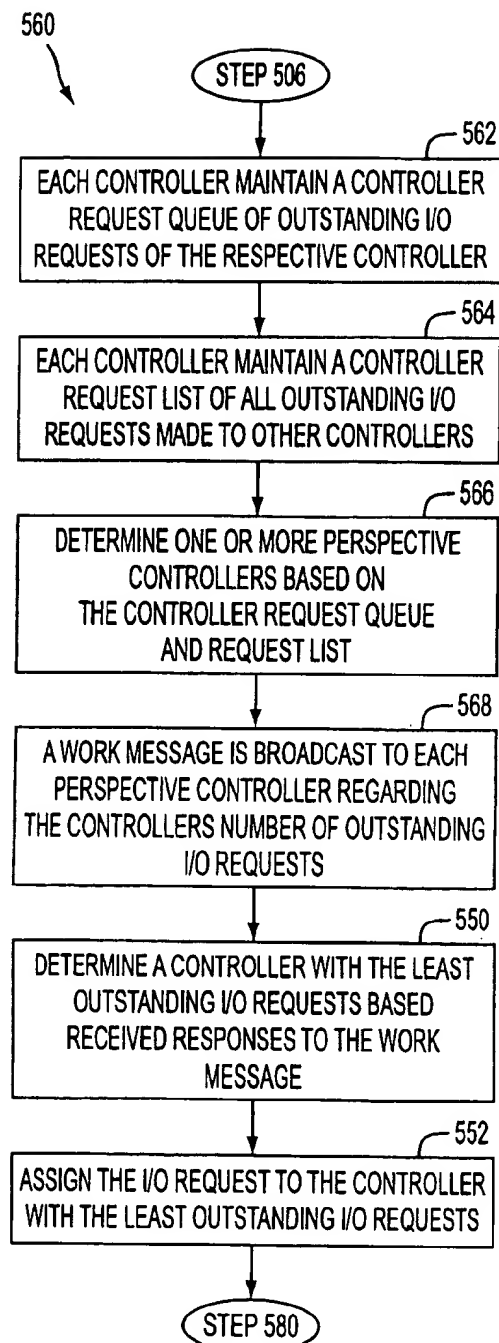 560
STEP 506
562
EACH CONTROLLER MAINTAIN A CONTROLLER
REQUEST QUEUE OF OUTSTANDING I/O
REQUESTS OF THE RESPECTIVE CONTROLLER
564
EACH CONTROLLER MAINTAIN A CONTROLLER
REQUEST LIST OF ALL OUTSTANDING I/O
REQUESTS MADE TO OTHER CONTROLLERS
566
DETERMINE ONE OR MORE PERSPECTIVE
CONTROLLERS BASED ON
THE CONTROLLER REQUEST QUEUE
AND REQUEST LIST
568
A WORK MESSAGE IS BROADCAST TO EACH
PERSPECTIVE CONTROLLER REGARDING
THE CONTROLLERS NUMBER OF OUTSTANDING
I/O REQUESTS
550
DETERMINE A CONTROLLER WITH THE LEAST
OUTSTANDING I/O REQUESTS BASED
RECEIVED RESPONSES TO THE WORK
MESSAGE
552
ASSIGN THE I/O REQUEST TO THE CONTROLLER
WITH THE LEAST OUTSTANDING I/O REQUESTS
STEP 580